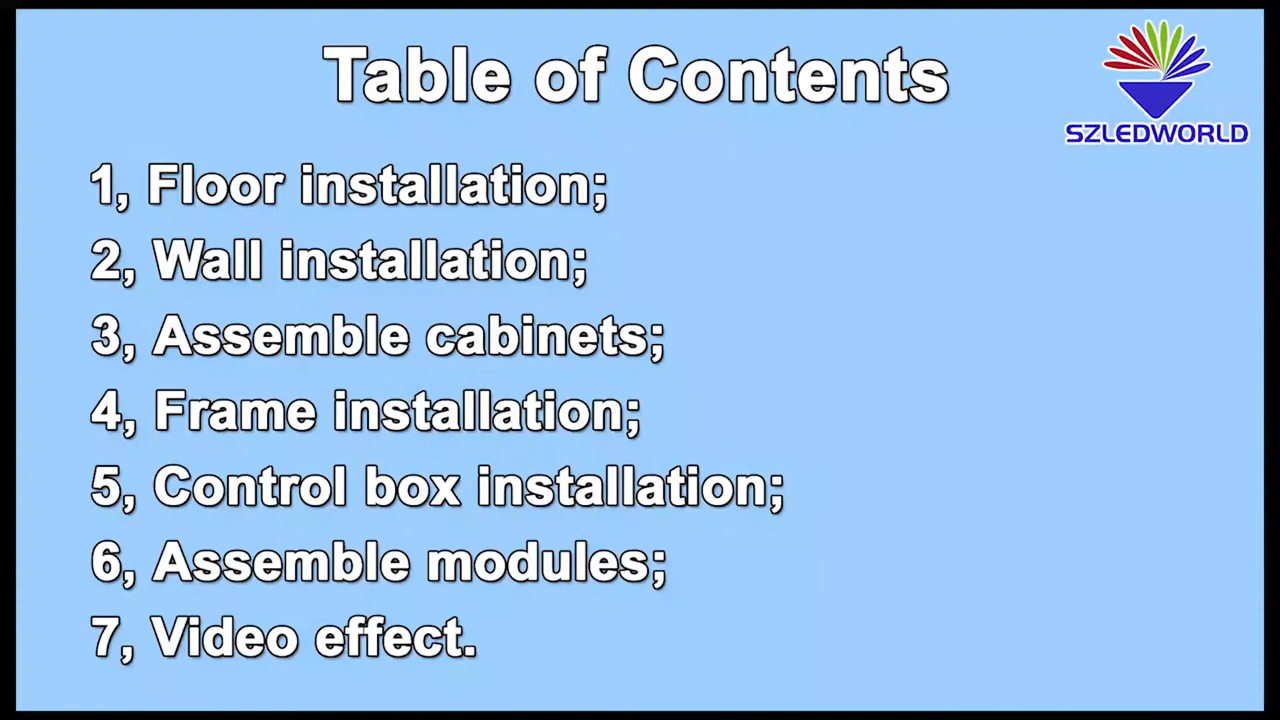 Table of Contents
SZLEDWORLD
1, Floor installation;
2, Wall installation;
3, Assemble cabinets;
4, Frame installation;
5, Control box installation;
6, Assemble modules;
7, Video effect.